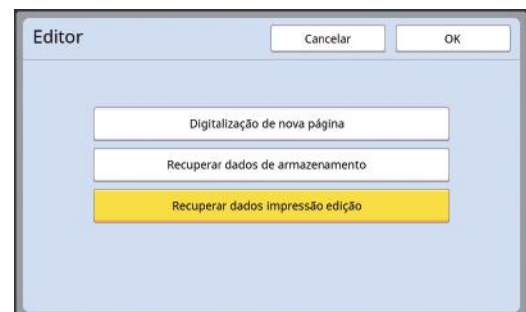 Editor
Cancelar
OK
Digitalização de nova página
Recuperar dados de armazenamento
Recuperar dados impressão edição